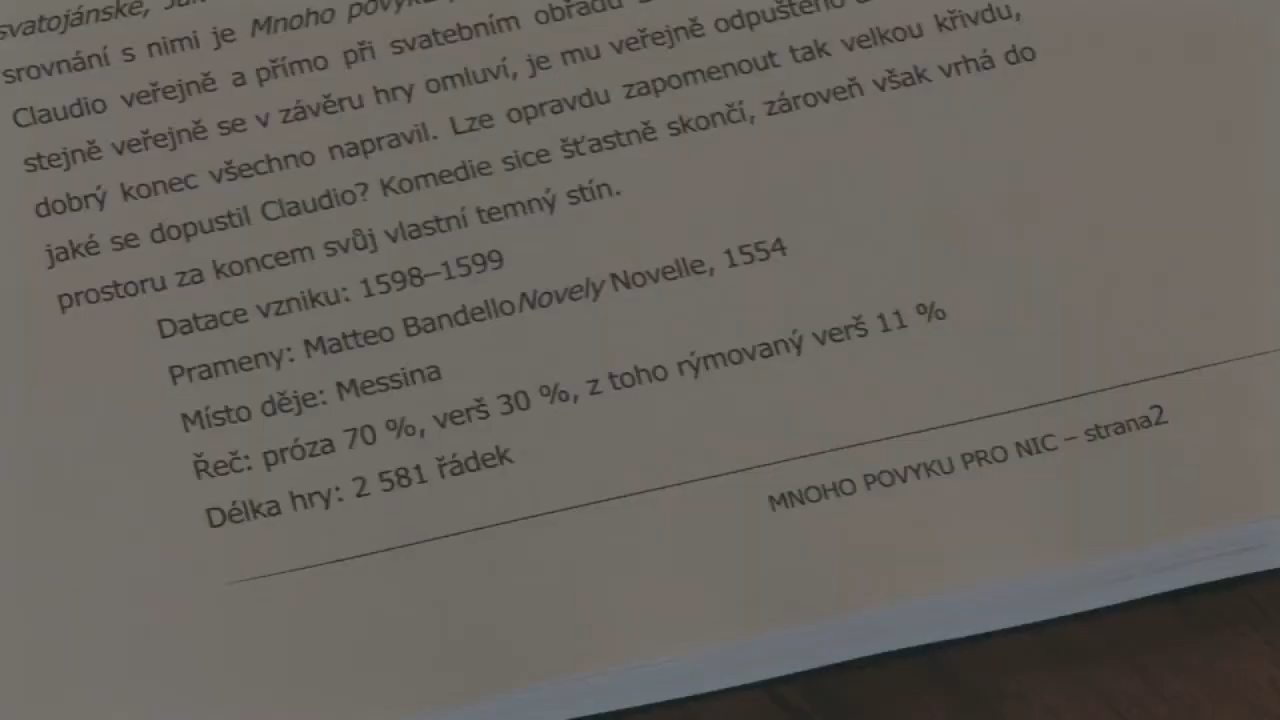 svatojánské,
srovnání s nimi je Mnoho povyku
Claudio veřejně a přímo při svatebním obřadu
stejně veřejně se v závěru hry omluví, je mu veřejně odpuštěno
dobrý konec všechno napravil. Lze opravdu zapomenout tak velkou křivdu,
jaké se dopustil Claudio? Komedie sice šťastně skončí, zároveň však vrhá do
prostoru za koncem svůj vlastní temný stín.
Datace vzniku: 1598–1599
Prameny: Matteo BandelloNovely Novelle, 1554
Místo děje: Messina
Řeč: próza 70 %, verš 30 %, z toho rýmovaný verš 11 %
Délka hry: 2 581 řádek
MNOHO POVYKU PRO NIC – strana2